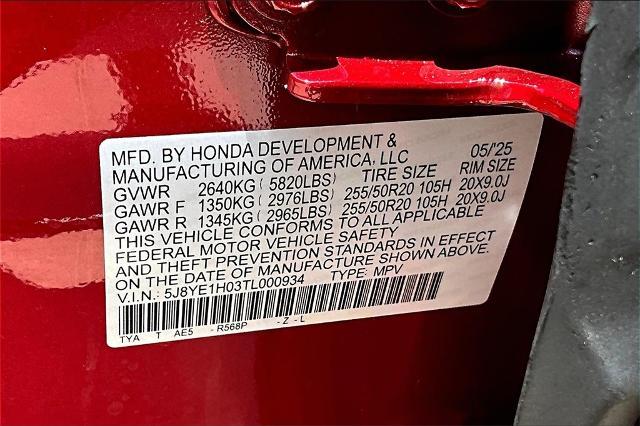 MFD. BY HONDA DEVELOPMENT & 05/'25
MANUFACTURING OF AMERICA, LLC
GVWR 2640KG ( 5820LBS) TIRE SIZE RIM SIZE
GAWR F 1350KG ( 2976LBS) 255/50R20 105H 20X9.0J
GAWR R 1345KG ( 2965LBS) 255/50R20 105H 20X9.0J
THIS VEHICLE CONFORMS TO ALL APPLICABLE
FEDERAL MOTOR VEHICLE SAFETY
AND THEFT PREVENTION STANDARDS IN EFFECT
ON THE DATE OF MANUFACTURE SHOWN ABOVE.
V.I.N.: 5J8YE1H03TL000934 TYPE: MPV
TYA T AE5 - R568P - Z - L